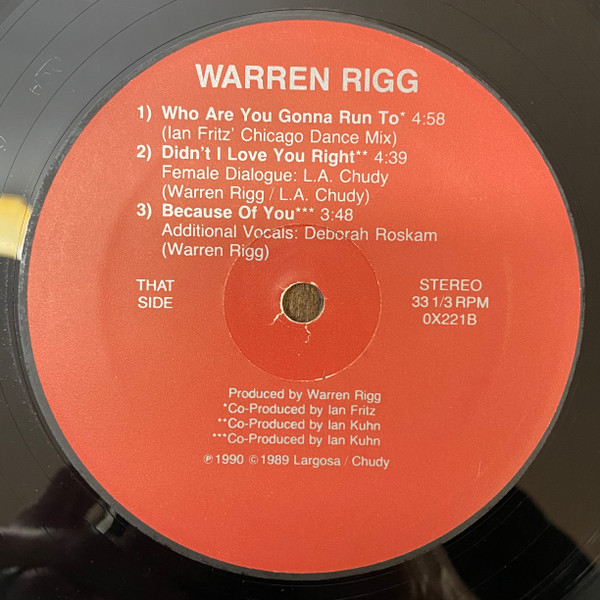 WARREN RIGG
1) Who Are You Gonna Run To* 4:58
(Ian Fritz' Chicago Dance Mix)
2) Didn't I Love You Right** 4:39
Female Dialogue: L.A. Chudy
(Warren Rigg / L.A. Chudy)
3) Because Of You*** 3:48
Additional Vocals: Deborah Roskam
(Warren Rigg)
THAT
SIDE
STEREO
33 1/3 RPM
0X221B
Produced by Warren Rigg
*Co-Produced by Ian Fritz
**Co-Produced by Ian Kuhn
***Co-Produced by Ian Kuhn
℗ 1990 © 1989 Largosa / Chudy